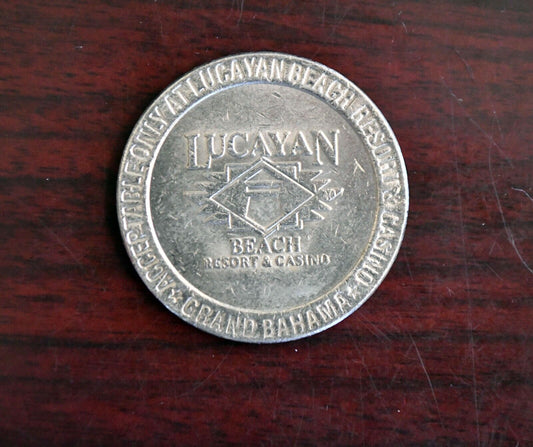 ACCEPTABLE ONLY AT LUCAYAN BEACH RESORT & CASINO
GRAND BAHAMA
LUCAYAN
BEACH
RESORT & CASINO